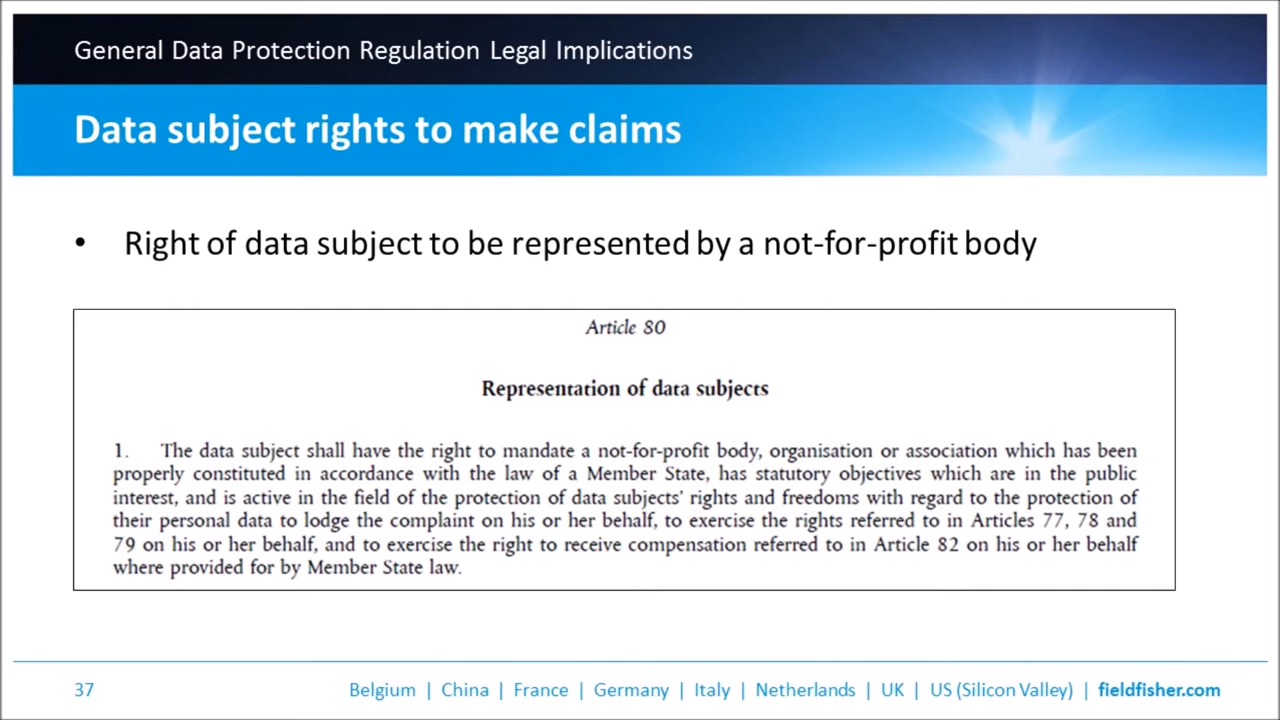 General Data Protection Regulation Legal Implications
Data subject rights to make claims
• Right of data subject to be represented by a not-for-profit body
Article 80
Representation of data subjects
1. The data subject shall have the right to mandate a not-for-profit body, organisation or association which has been
properly constituted in accordance with the law of a Member State, has statutory objectives which are in the public
interest, and is active in the field of the protection of data subjects' rights and freedoms with regard to the protection of
their personal data to lodge the complaint on his or her behalf, to exercise the rights referred to in Articles 77, 78 and
79 on his or her behalf, and to exercise the right to receive compensation referred to in Article 82 on his or her behalf
where provided for by Member State law.
37 Belgium | China | France | Germany | Italy | Netherlands | UK | US (Silicon Valley) | fieldfisher.com